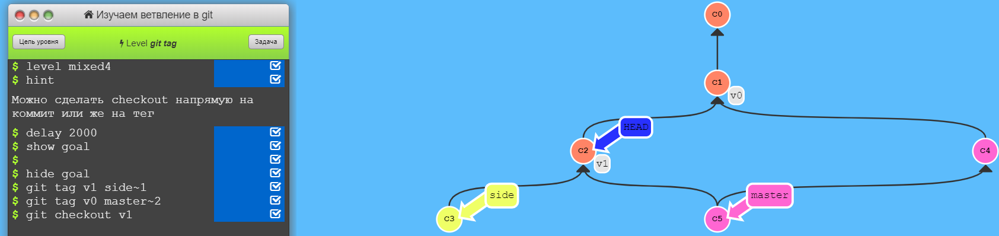 Изучаем ветвление в git
Цель уровня
Level git tag
Задача
$ level mixed4
$ hint
Можно сделать checkout напрямую на
коммит или же на тег
$ delay 2000
$ show goal
$
$ hide goal
$ git tag v1 side~1
$ git tag v0 master~2
$ git checkout v1
c0
c1
v0
HEAD
c2
c4
v1
side
master
c3
c5